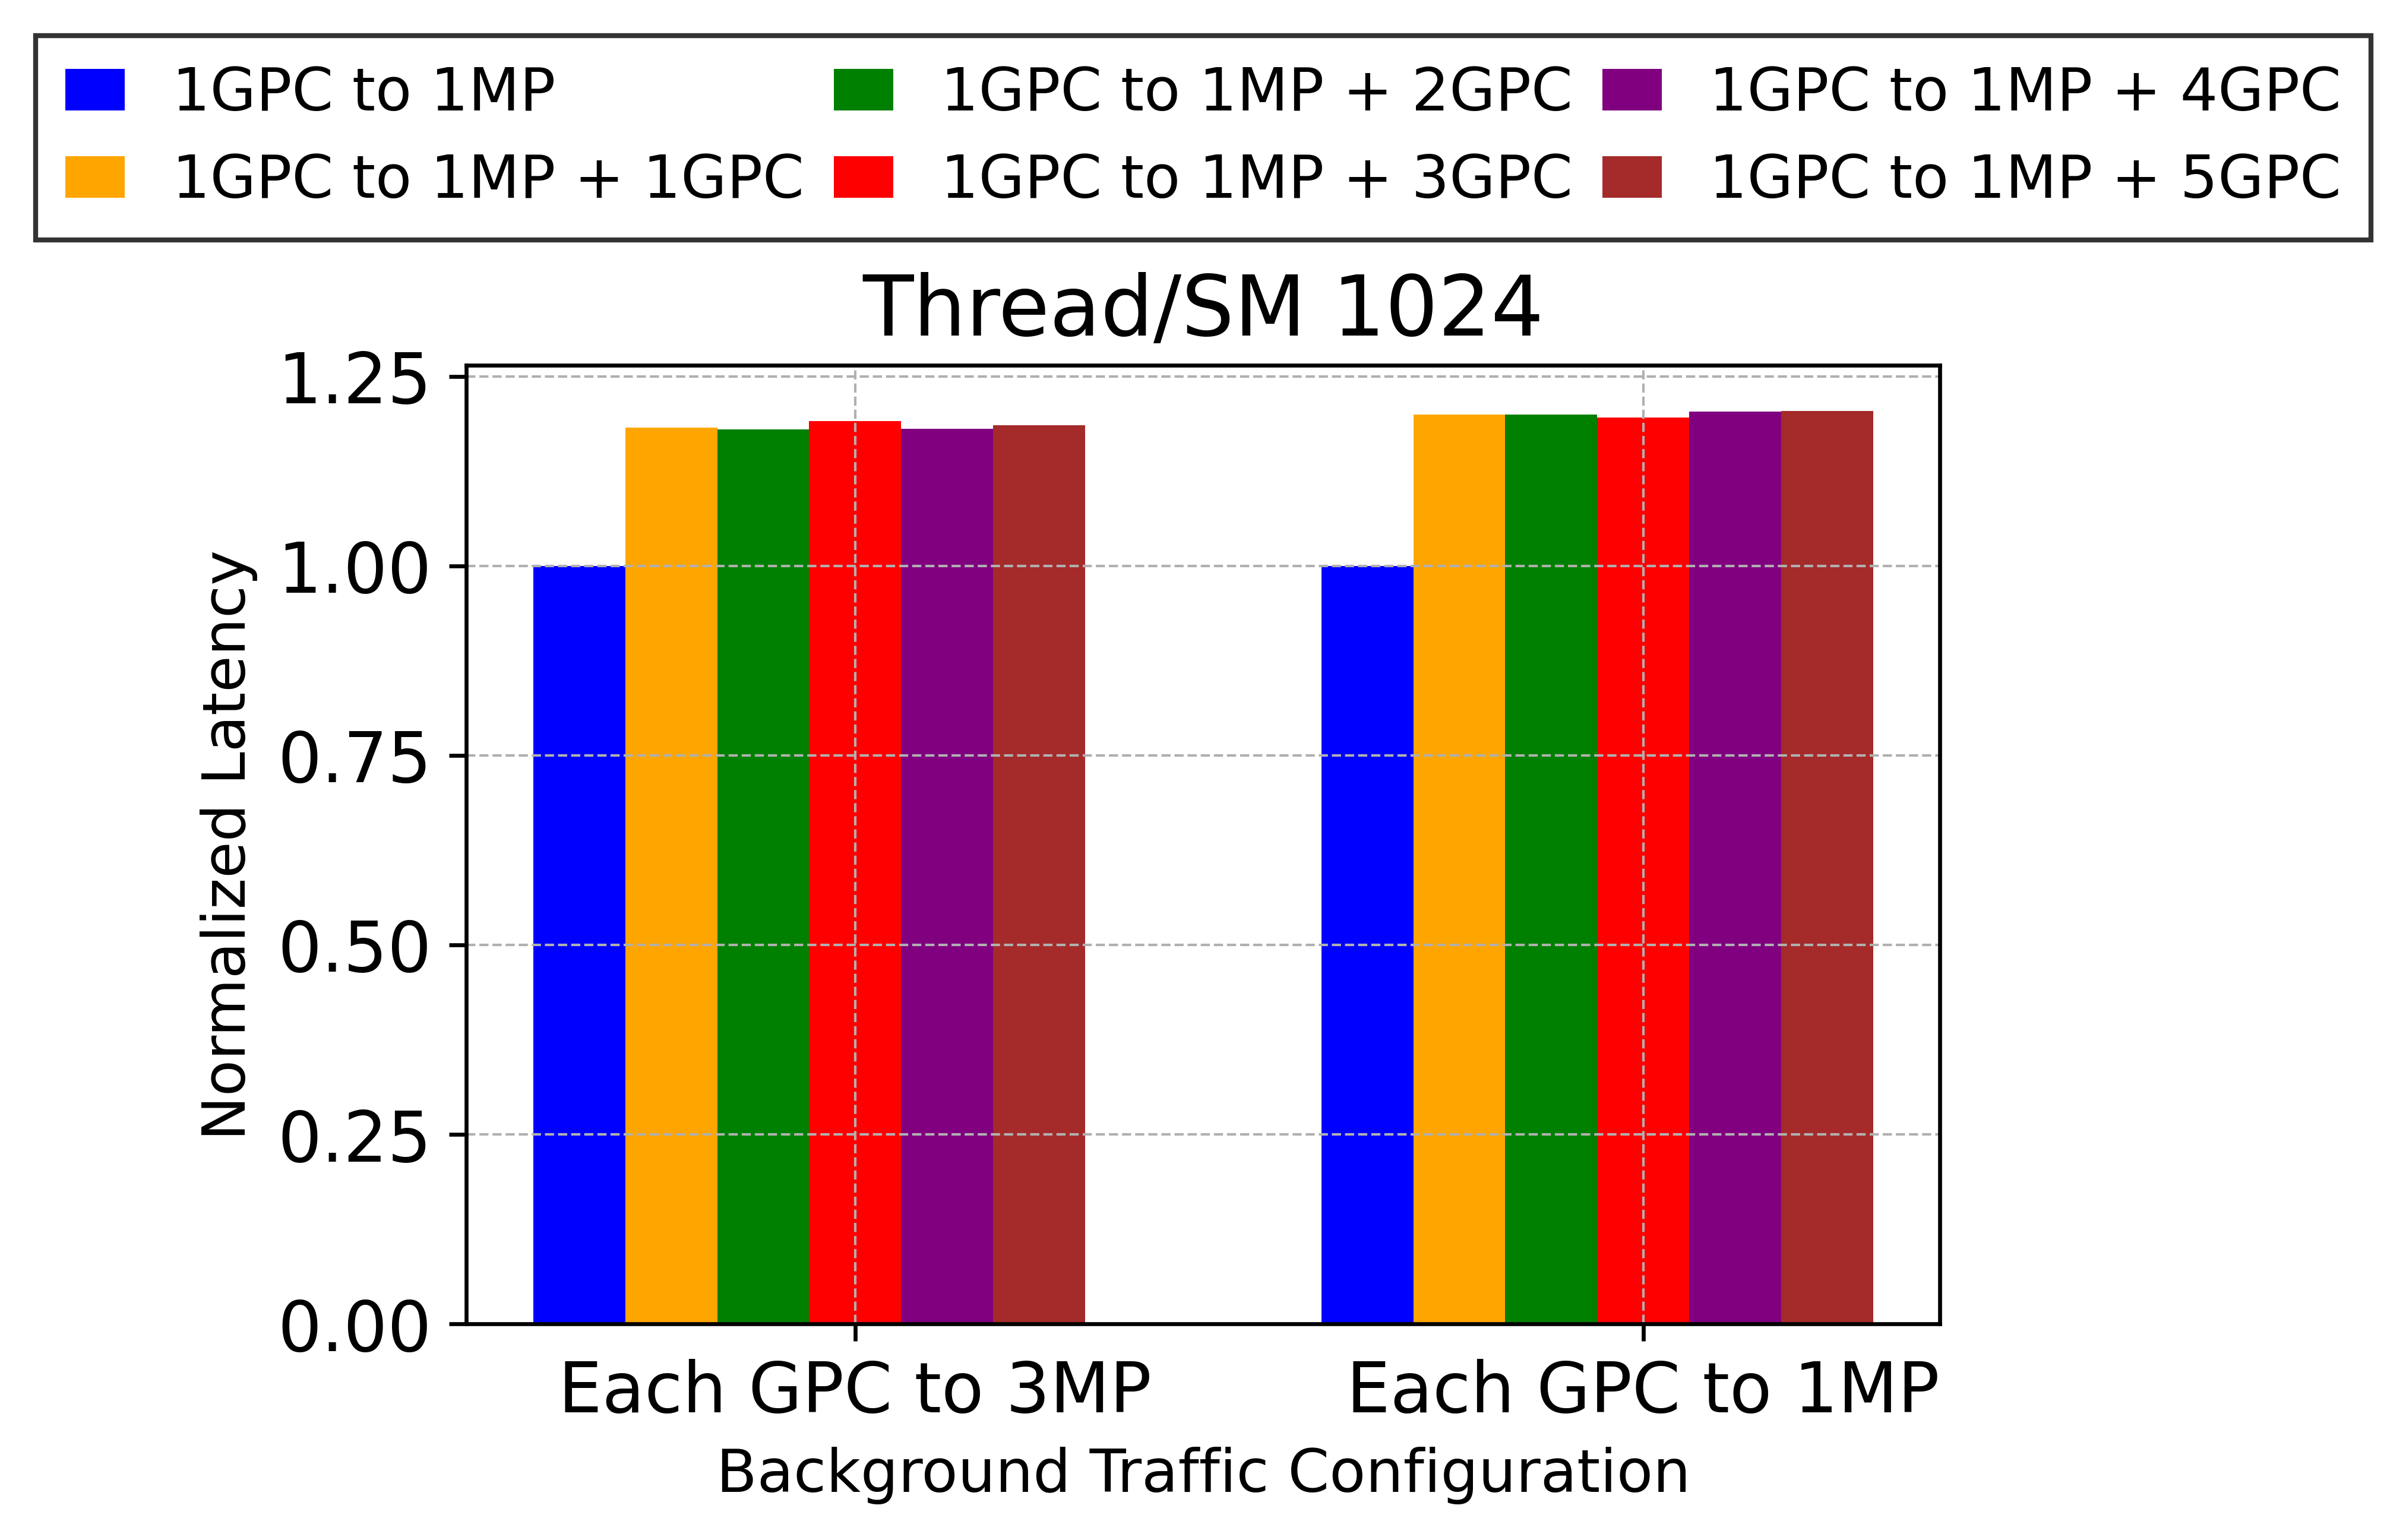 1GPC to 1MP
1GPC to 1MP + 1GPC
1GPC to 1MP + 2GPC
1GPC to 1MP + 3GPC
1GPC to 1MP + 4GPC
1GPC to 1MP + 5GPC
Thread/SM 1024
Normalized Latency
1.25
1.00
0.75
0.50
0.25
0.00
Each GPC to 3MP
Each GPC to 1MP
Background Traffic Configuration